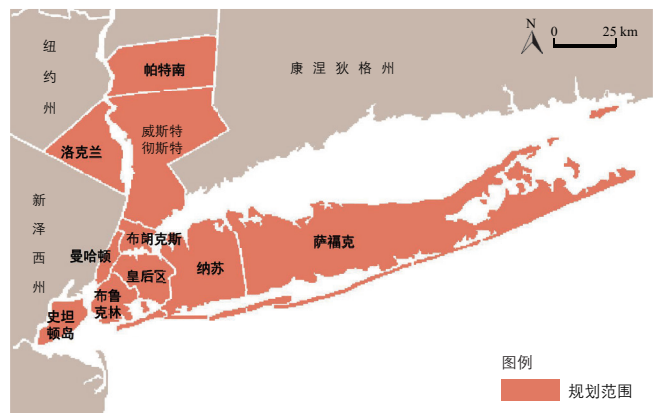 纽约州
康涅狄格州
N
0 25 km
帕特南
威斯特
彻斯特
洛克兰
新泽西州
布朗克斯
曼哈顿
皇后区
纳苏
萨福克
布鲁
克林
史坦
顿岛
图例
规划范围